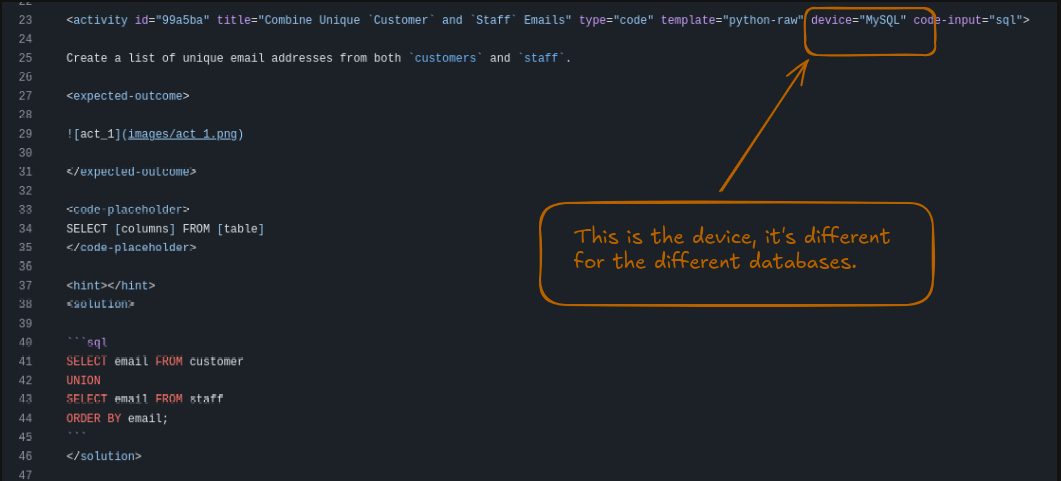 22
23 <activity id="99a5ba" title="Combine Unique `Customer` and `Staff` Emails" type="code" template="python-raw" device="MySQL" code-input="sql">
24
25 Create a list of unique email addresses from both `customers` and `staff`.
26
27 <expected-outcome>
28
29 ![act_1](images/act_1.png)
30
31 </expected-outcome>
32
33 <code-placeholder>
34 SELECT [columns] FROM [table]
35 </code-placeholder>
36
37 <hint></hint>
38 <solution>
39
40 ```sql
41 SELECT email FROM customer
42 UNION
43 SELECT email FROM staff
44 ORDER BY email;
45 ```
46 </solution>
47
This is the device, it's different
for the different databases.